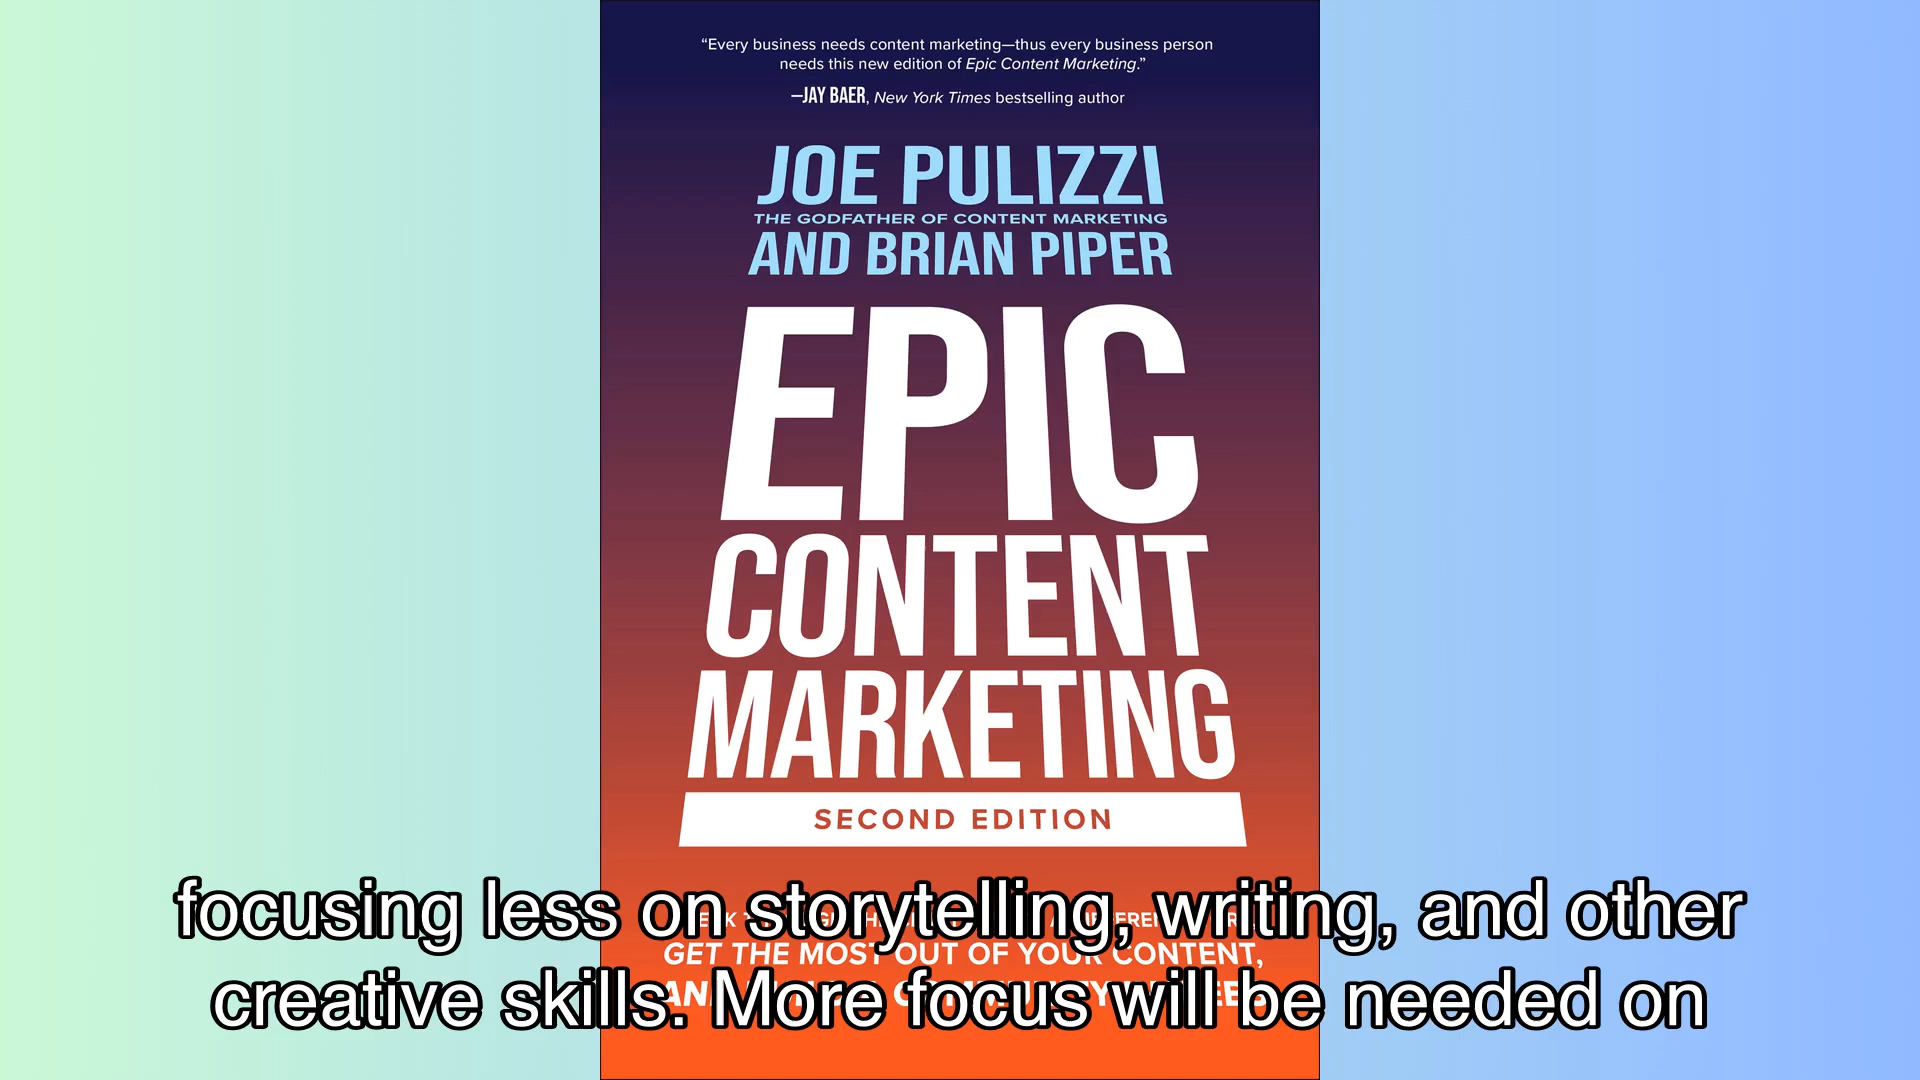 “Every business needs content marketing—thus every business person
needs this new edition of Epic Content Marketing.”
—JAY BAER, New York Times bestselling author
JOE PULIZZI
THE GODFATHER OF CONTENT MARKETING
AND BRIAN PIPER
EPIC
CONTENT
MARKETING
SECOND EDITION
focusing less on storytelling, writing, and other
GET THE MOST OUT OF YOUR CONTENT,
creative skills. More focus will be needed on